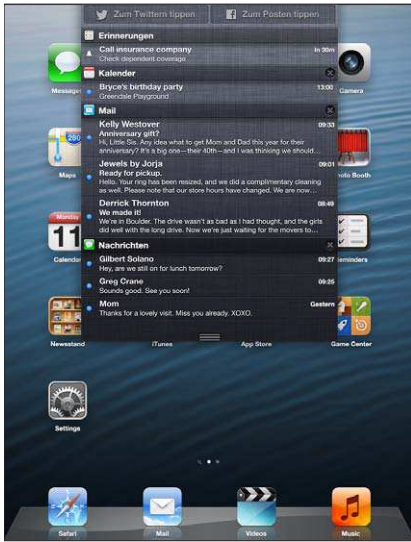 Zum Twittern tippen
Zum Posten tippen
Erinnerungen
Call insurance company In 30m
Check dependent coverage
Messages
Camera
Kalender
Bryce's birthday party 13:00
Greendale Playground
Mail
Kelly Westover 09:33
Anniversary gift?
Hi, Little Sis. Any idea what to get Mom and Dad this year for their
anniversary? It's a big one—their 40th—and I was thinking we should...
280
Maps
Jewels by Jorja 09:01
Ready for pickup.
Hello. Your ring has been resized, and we did a complimentary cleaning
as well. Please note that our store hours have changed. We are now...
oto Booth
Derrick Thornton 08:49
We made it!
We're in Boulder. The drive wasn't as bad as I had thought, and the girls
did well with the long drive. Now we're just waiting for the movers to...
Monday
11
Calendar
eminders
Nachrichten
Gilbert Solano 09:27
Hey, are we still on for lunch tomorrow?
Greg Crane 09:25
Sounds good. See you soon!
Mom Gestern
Thanks for a lovely visit. Miss you already. XOXO.
Newsstand
iTunes
App Store
Game Center
Settings
Safari
Mail
Videos
Music